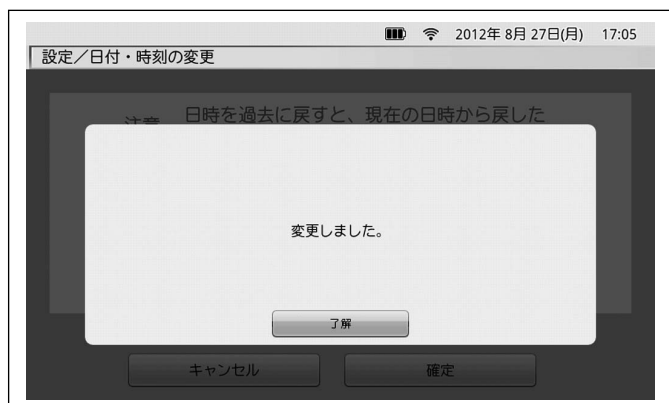 2012年 8月 27日(月) 17:05
設定／日付・時刻の変更
注意
日時を過去に戻すと、現在の日時から戻した
変更しました。
了解
キャンセル
確定